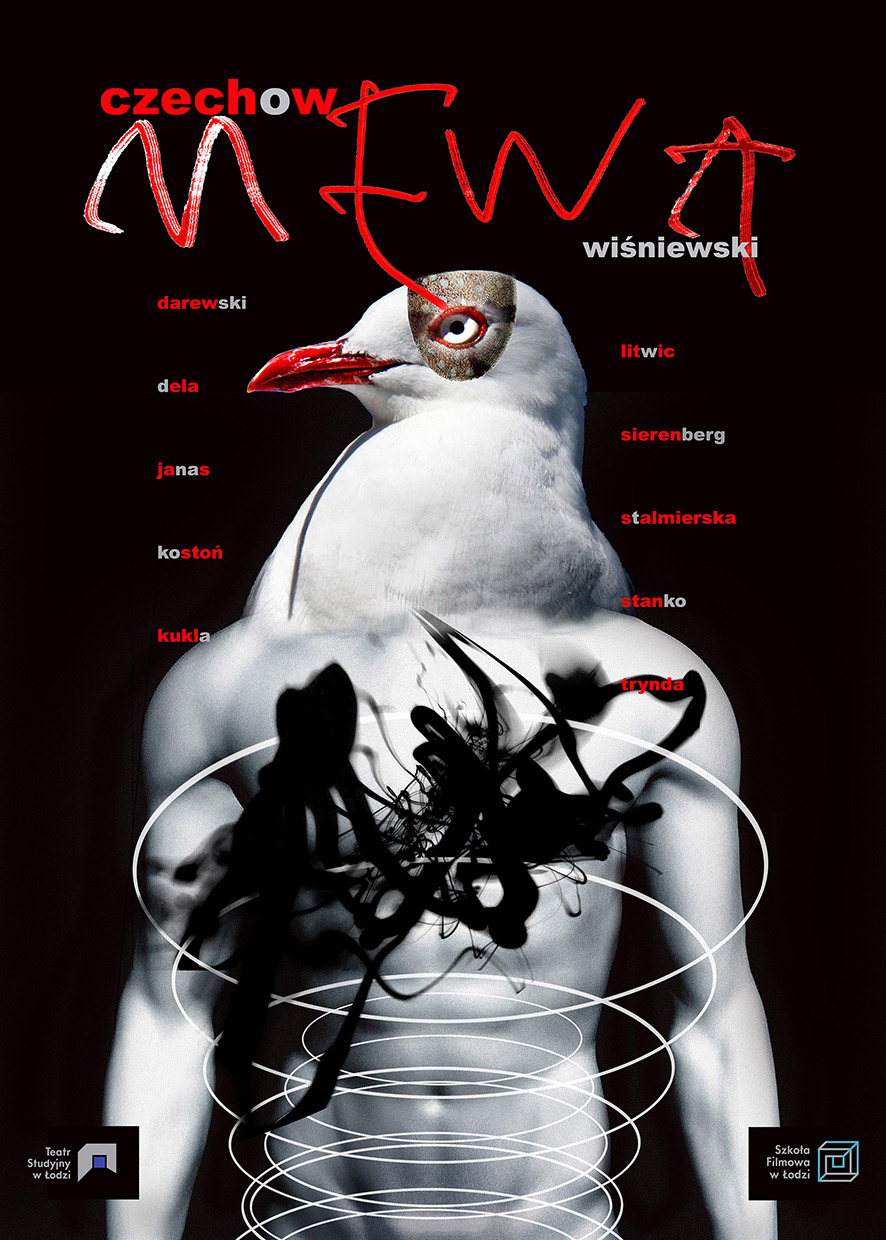 czechow
MEWA
wiśniewski
darewski
dela
janas
kostoń
kukla
litwic
sierenberg
stalmierska
stanko
trynda
Teatr
Studyjny
w Łodzi
Szkoła
Filmowa
w Łodzi